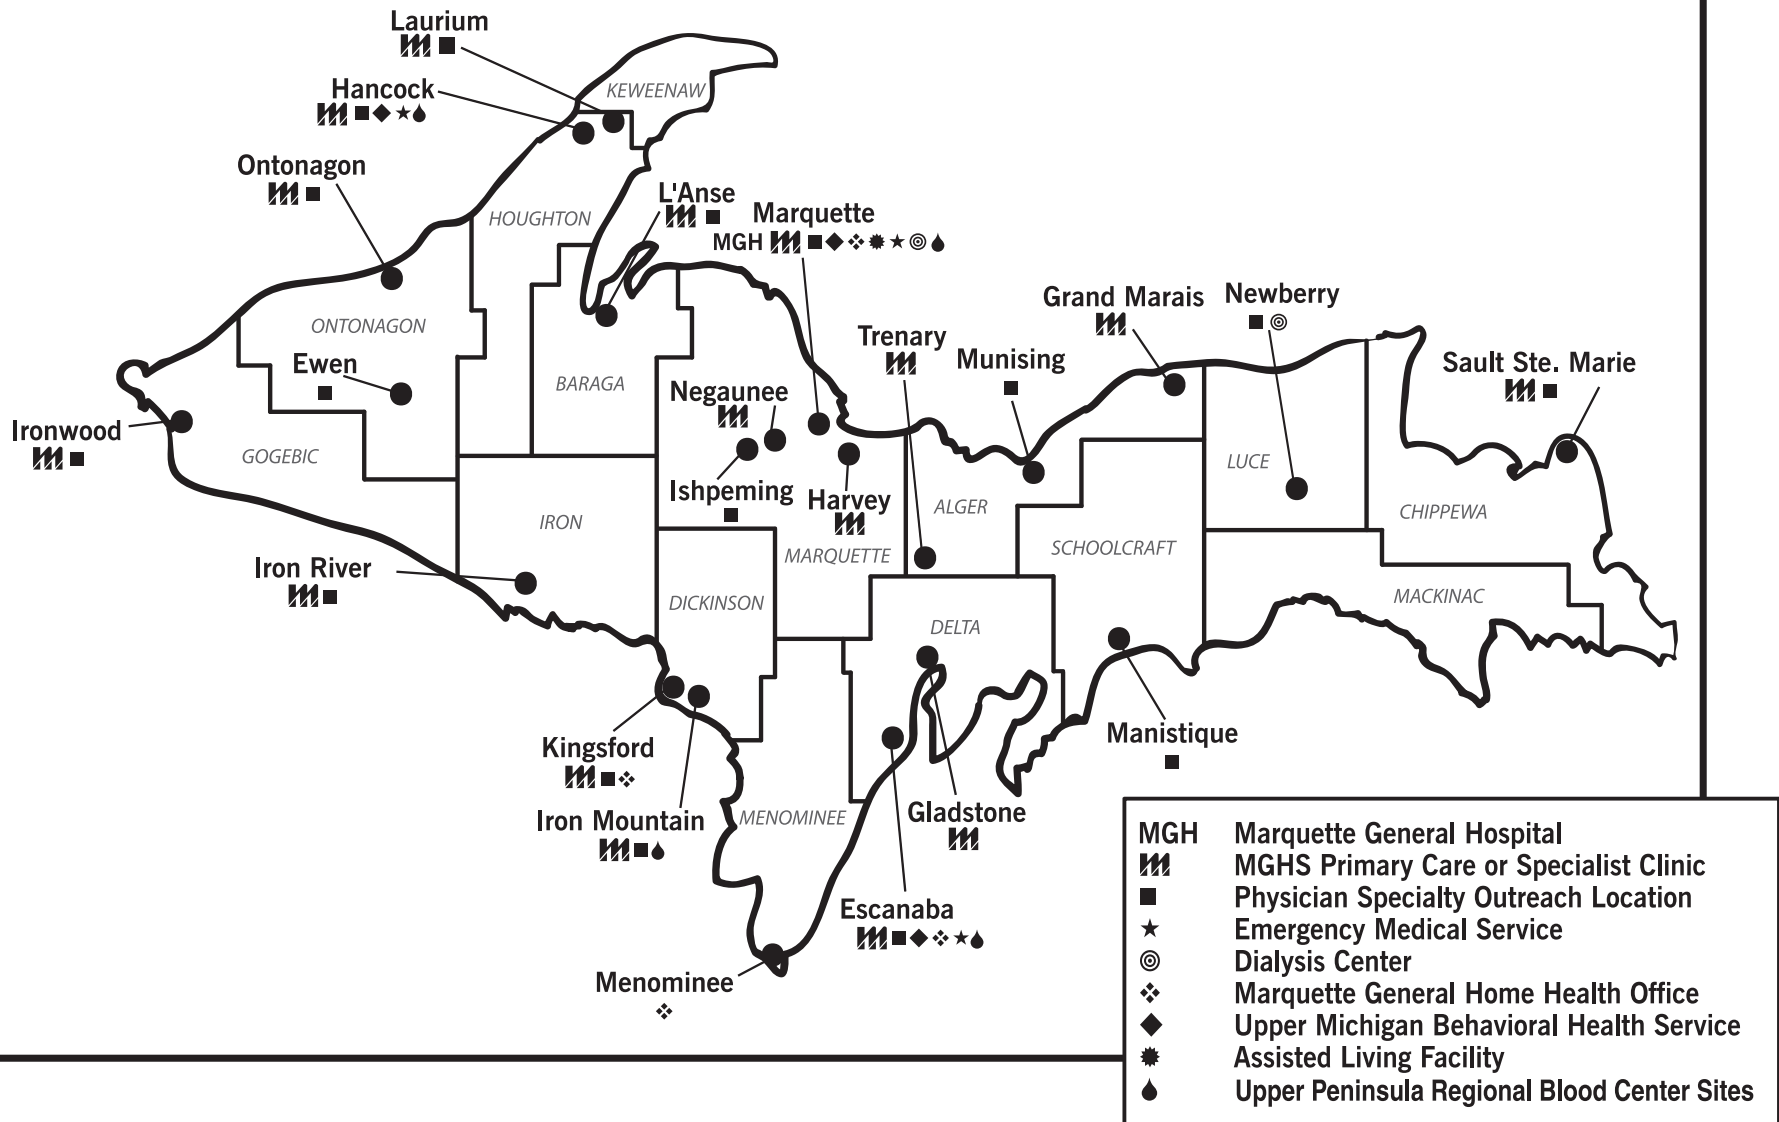 Laurium
Hancock
KEWEENAW
Ontonagon
L'Anse
HOUGHTON
Marquette
MGH
Grand Marais
Newberry
ONTONAGON
Trenary
Munising
Sault Ste. Marie
Ewen
BARAGA
Negaunee
Ironwood
GOGEBIC
LUCE
Ishpeming
Harvey
ALGER
CHIPPEWA
IRON
MARQUETTE
SCHOOLCRAFT
Iron River
DICKINSON
MACKINAC
DELTA
Kingsford
Manistique
Iron Mountain
MENOMINEE
Gladstone
Escanaba
Menominee
MGH Marquette General Hospital
MGHS Primary Care or Specialist Clinic
Physician Specialty Outreach Location
Emergency Medical Service
Dialysis Center
Marquette General Home Health Office
Upper Michigan Behavioral Health Service
Assisted Living Facility
Upper Peninsula Regional Blood Center Sites